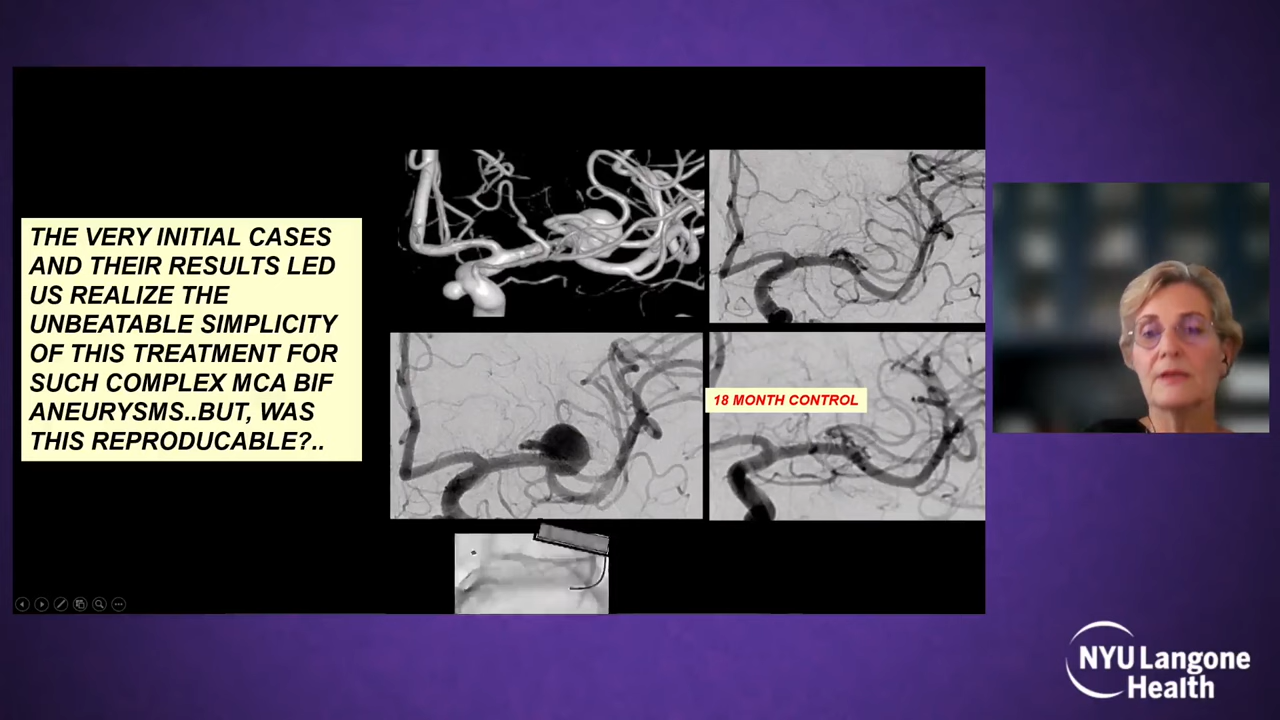 THE VERY INITIAL CASES
AND THEIR RESULTS LED
US REALIZE THE
UNBEATABLE SIMPLICITY
OF THIS TREATMENT FOR
SUCH COMPLEX MCA BIF
ANEURYSMS..BUT, WAS
THIS REPRODUCABLE?..
18 MONTH CONTROL
NYU Langone
Health